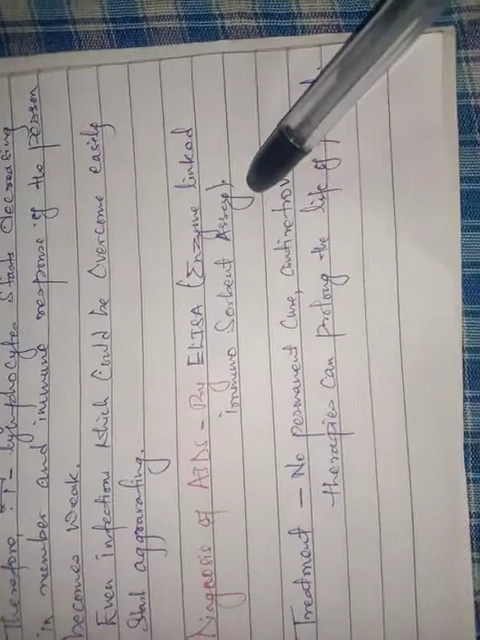 Therefore, T-lymphocytes starts decreasing
in number and immune response of the person
becomes weak.
Even infections which could be overcome easily
start aggravating.
Diagnosis of AIDS - By ELISA (Enzyme linked
immuno Sorbent Assay).
Treatment - No permanent cure, antiretrov
therapies can prolong the life of